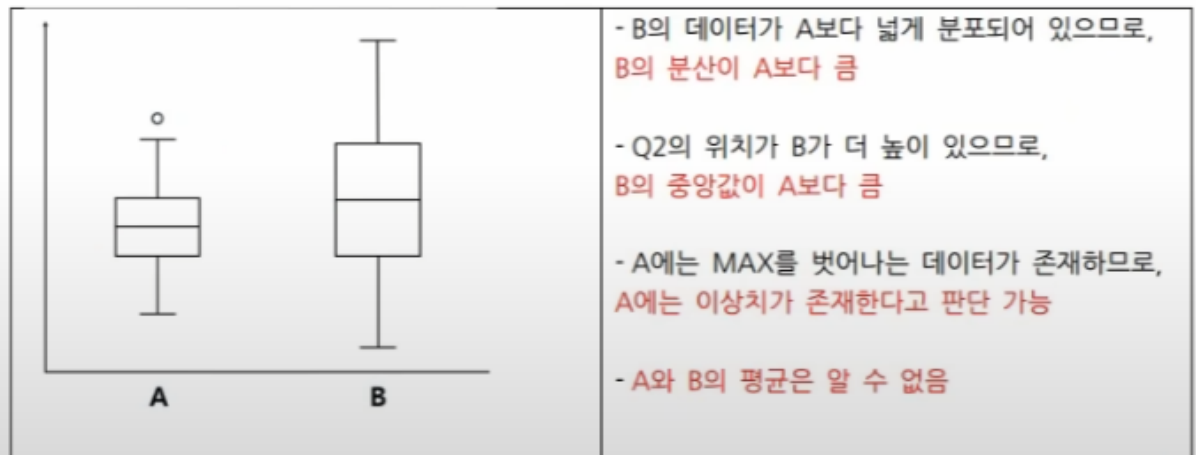 - B의 데이터가 A보다 넓게 분포되어 있으므로,
B의 분산이 A보다 큼
- Q2의 위치가 B가 더 높이 있으므로,
B의 중앙값이 A보다 큼
- A에는 MAX를 벗어나는 데이터가 존재하므로,
A에는 이상치가 존재한다고 판단 가능
- A와 B의 평균은 알 수 없음
A
B